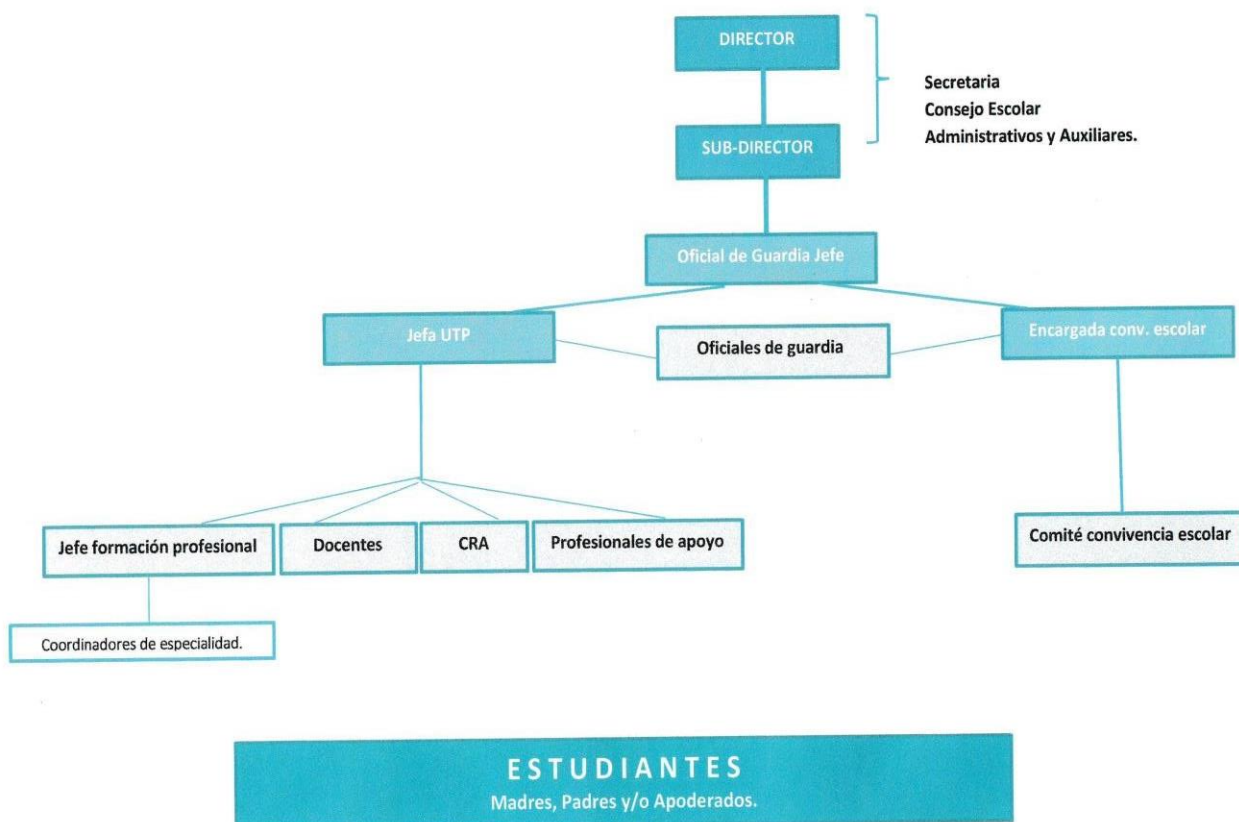 DIRECTOR
Secretaria
Consejo Escolar
Administrativos y Auxiliares.
SUB-DIRECTOR
Oficial de Guardia Jefe
Jefa UTP
Oficiales de guardia
Encargada conv. escolar
Jefe formación profesional
Docentes
CRA
Profesionales de apoyo
Comité convivencia escolar
Coordinadores de especialidad.
ESTUDIANTES
Madres, Padres y/o Apoderados.